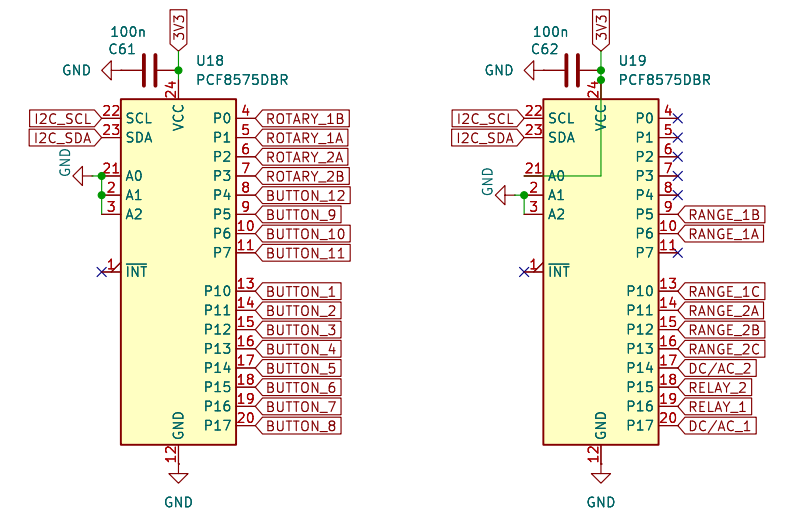 3V3
100n
C61
GND
U18
PCF8575DBR
24
VCC
I2C_SCL 22 SCL
I2C_SDA 23 SDA
GND
21 A0
2 A1
3 A2
1 INT
P0 4 ROTARY_1B
P1 5 ROTARY_1A
P2 6 ROTARY_2A
P3 7 ROTARY_2B
P4 8 BUTTON_12
P5 9 BUTTON_9
P6 10 BUTTON_10
P7 11 BUTTON_11
P10 13 BUTTON_1
P11 14 BUTTON_2
P12 15 BUTTON_3
P13 16 BUTTON_4
P14 17 BUTTON_5
P15 18 BUTTON_6
P16 19 BUTTON_7
P17 20 BUTTON_8
GND
12
GND
3V3
100n
C62
GND
U19
PCF8575DBR
24
VCC
I2C_SCL 22 SCL
I2C_SDA 23 SDA
21 A0
GND
2 A1
3 A2
1 INT
P0 4
P1 5
P2 6
P3 7
P4 8
P5 9 RANGE_1B
P6 10 RANGE_1A
P7 11
P10 13 RANGE_1C
P11 14 RANGE_2A
P12 15 RANGE_2B
P13 16 RANGE_2C
P14 17 DC/AC_2
P15 18 RELAY_2
P16 19 RELAY_1
P17 20 DC/AC_1
GND
12
GND